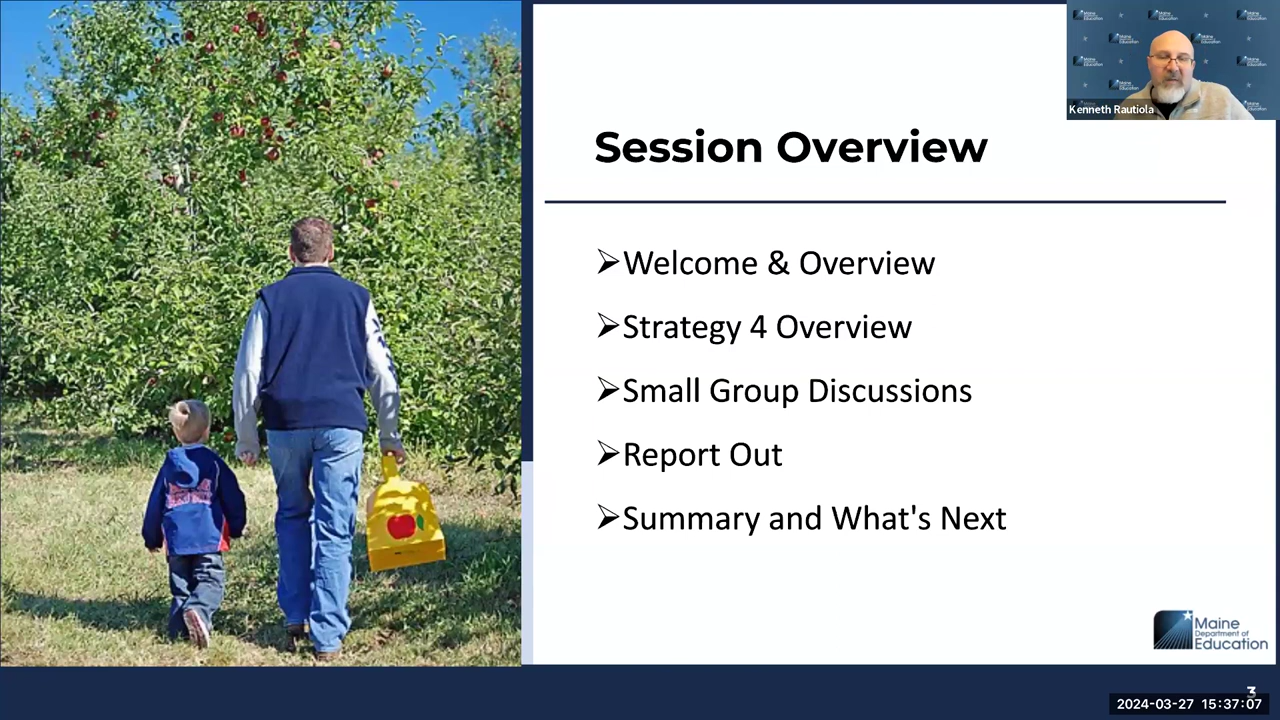 Session Overview
➢Welcome & Overview
➢Strategy 4 Overview
➢Small Group Discussions
➢Report Out
➢Summary and What's Next
Kenneth Rautiola
Maine
Department of
Education
3
2024-03-27 15:37:07